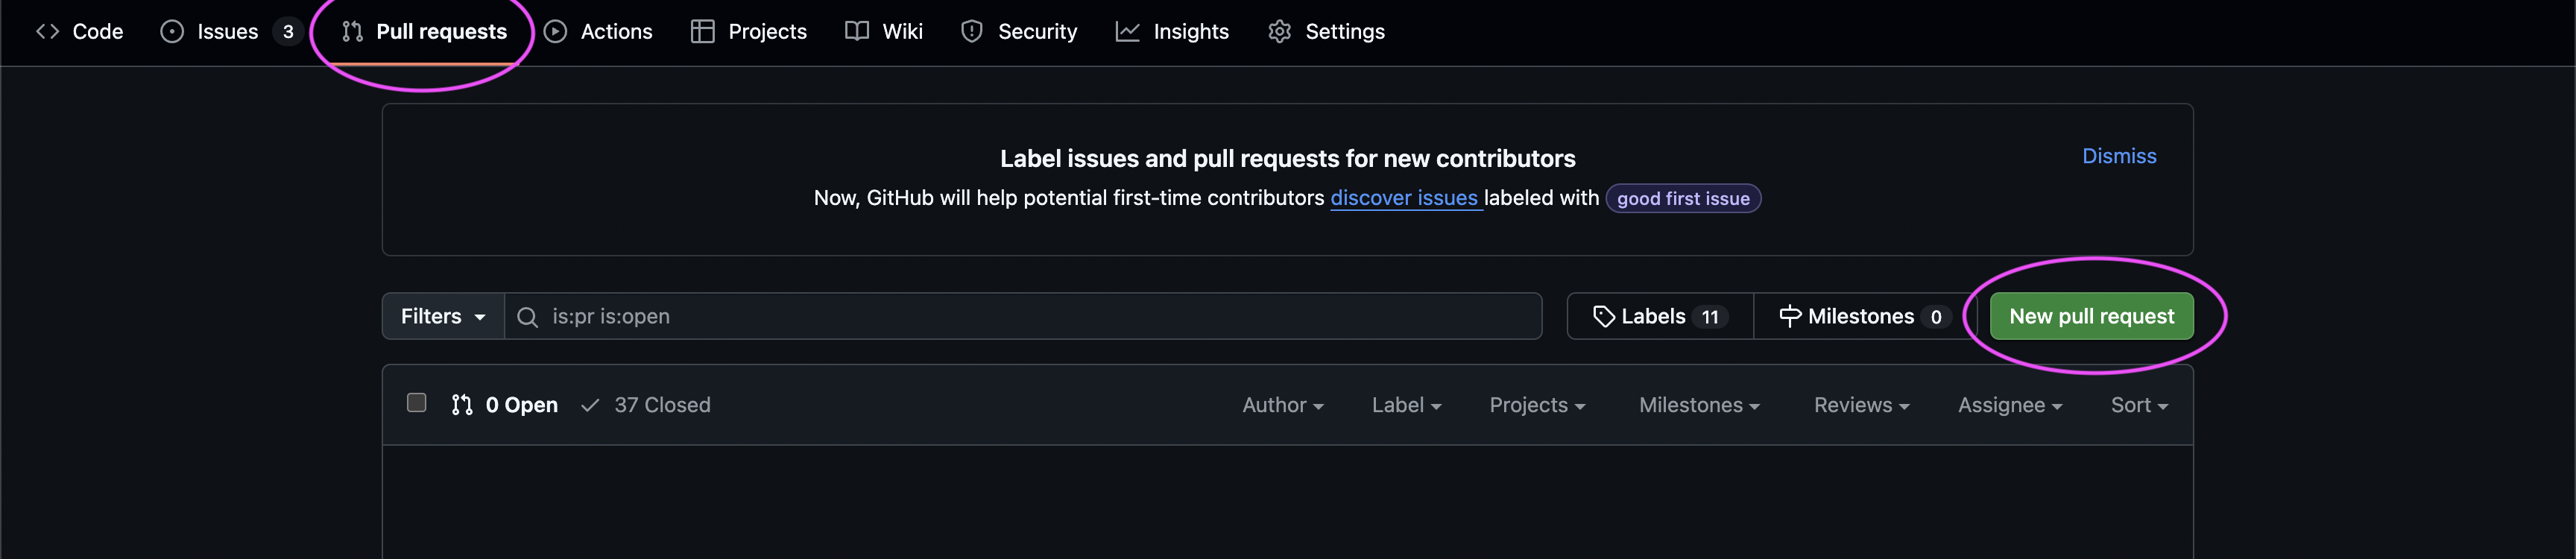 Code Issues 3 Pull requests Actions Projects Wiki Security Insights Settings
Label issues and pull requests for new contributors
Dismiss
Now, GitHub will help potential first-time contributors discover issues labeled with good first issue
Filters is:pr is:open Labels 11 Milestones 0 New pull request
0 Open 37 Closed Author Label Projects Milestones Reviews Assignee Sort